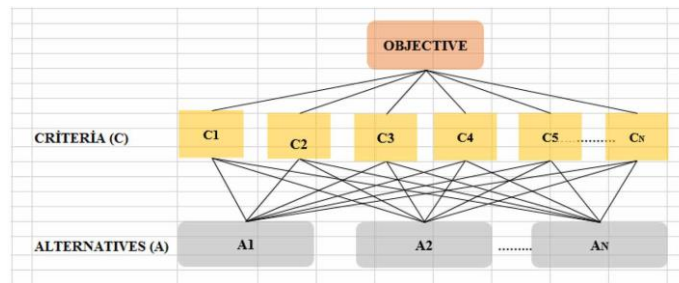 OBJECTIVE
CRİTERİA (C) C1 C2 C3 C4 C5 ........... CN
ALTERNATIVES (A) A1 A2 ......... AN